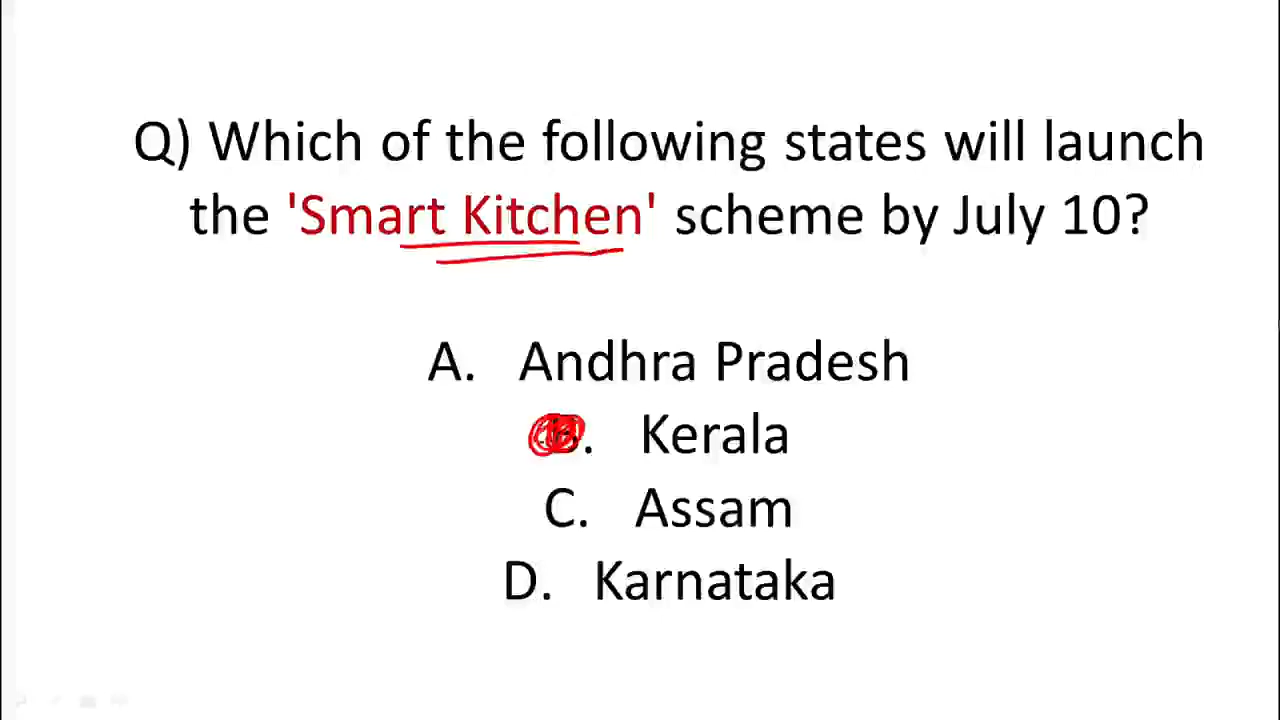 Q) Which of the following states will launch
the 'Smart Kitchen' scheme by July 10?
A. Andhra Pradesh
B. Kerala
C. Assam
D. Karnataka